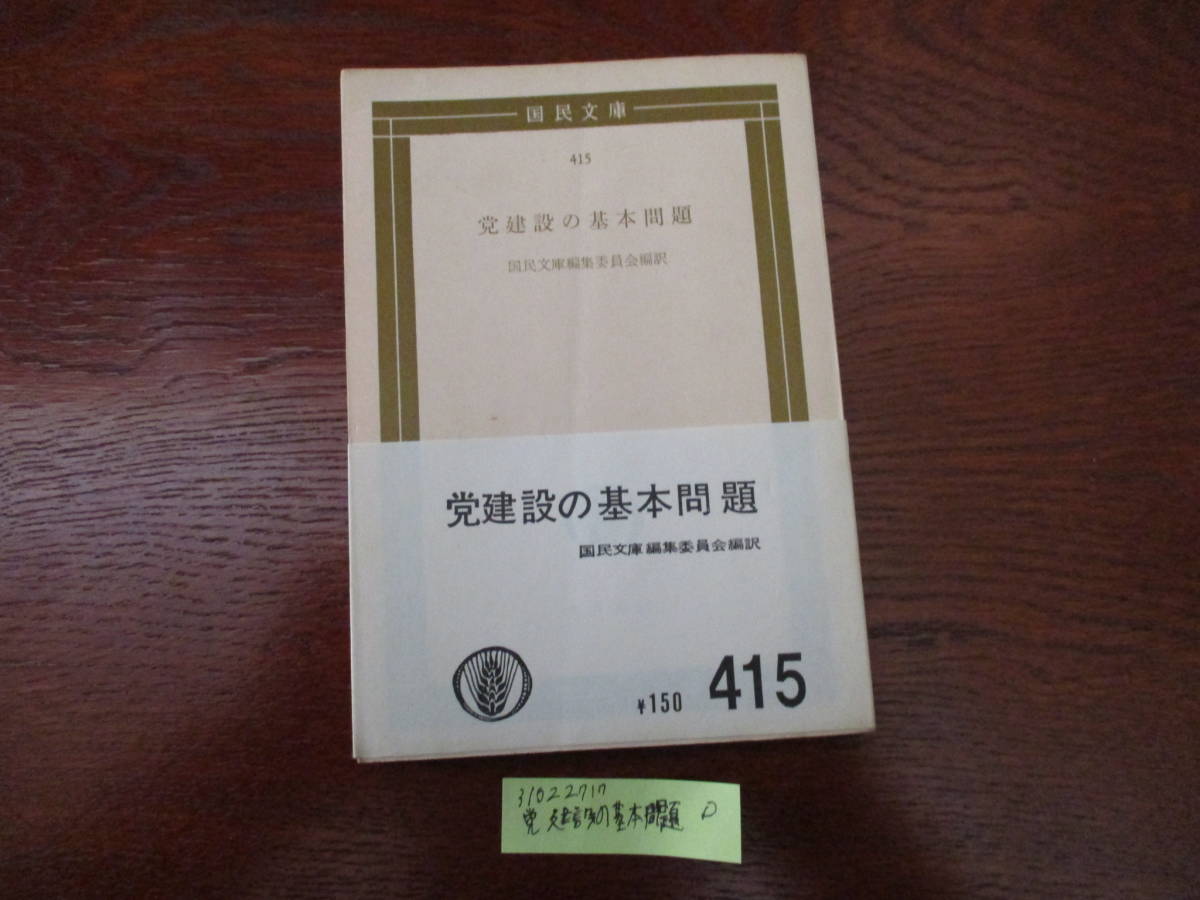 国民文庫
415
党建設の基本問題
国民文庫編集委員会編訳
党建設の基本問題
国民文庫編集委員会編訳
¥150
415
31022717
党建設の基本問題 D